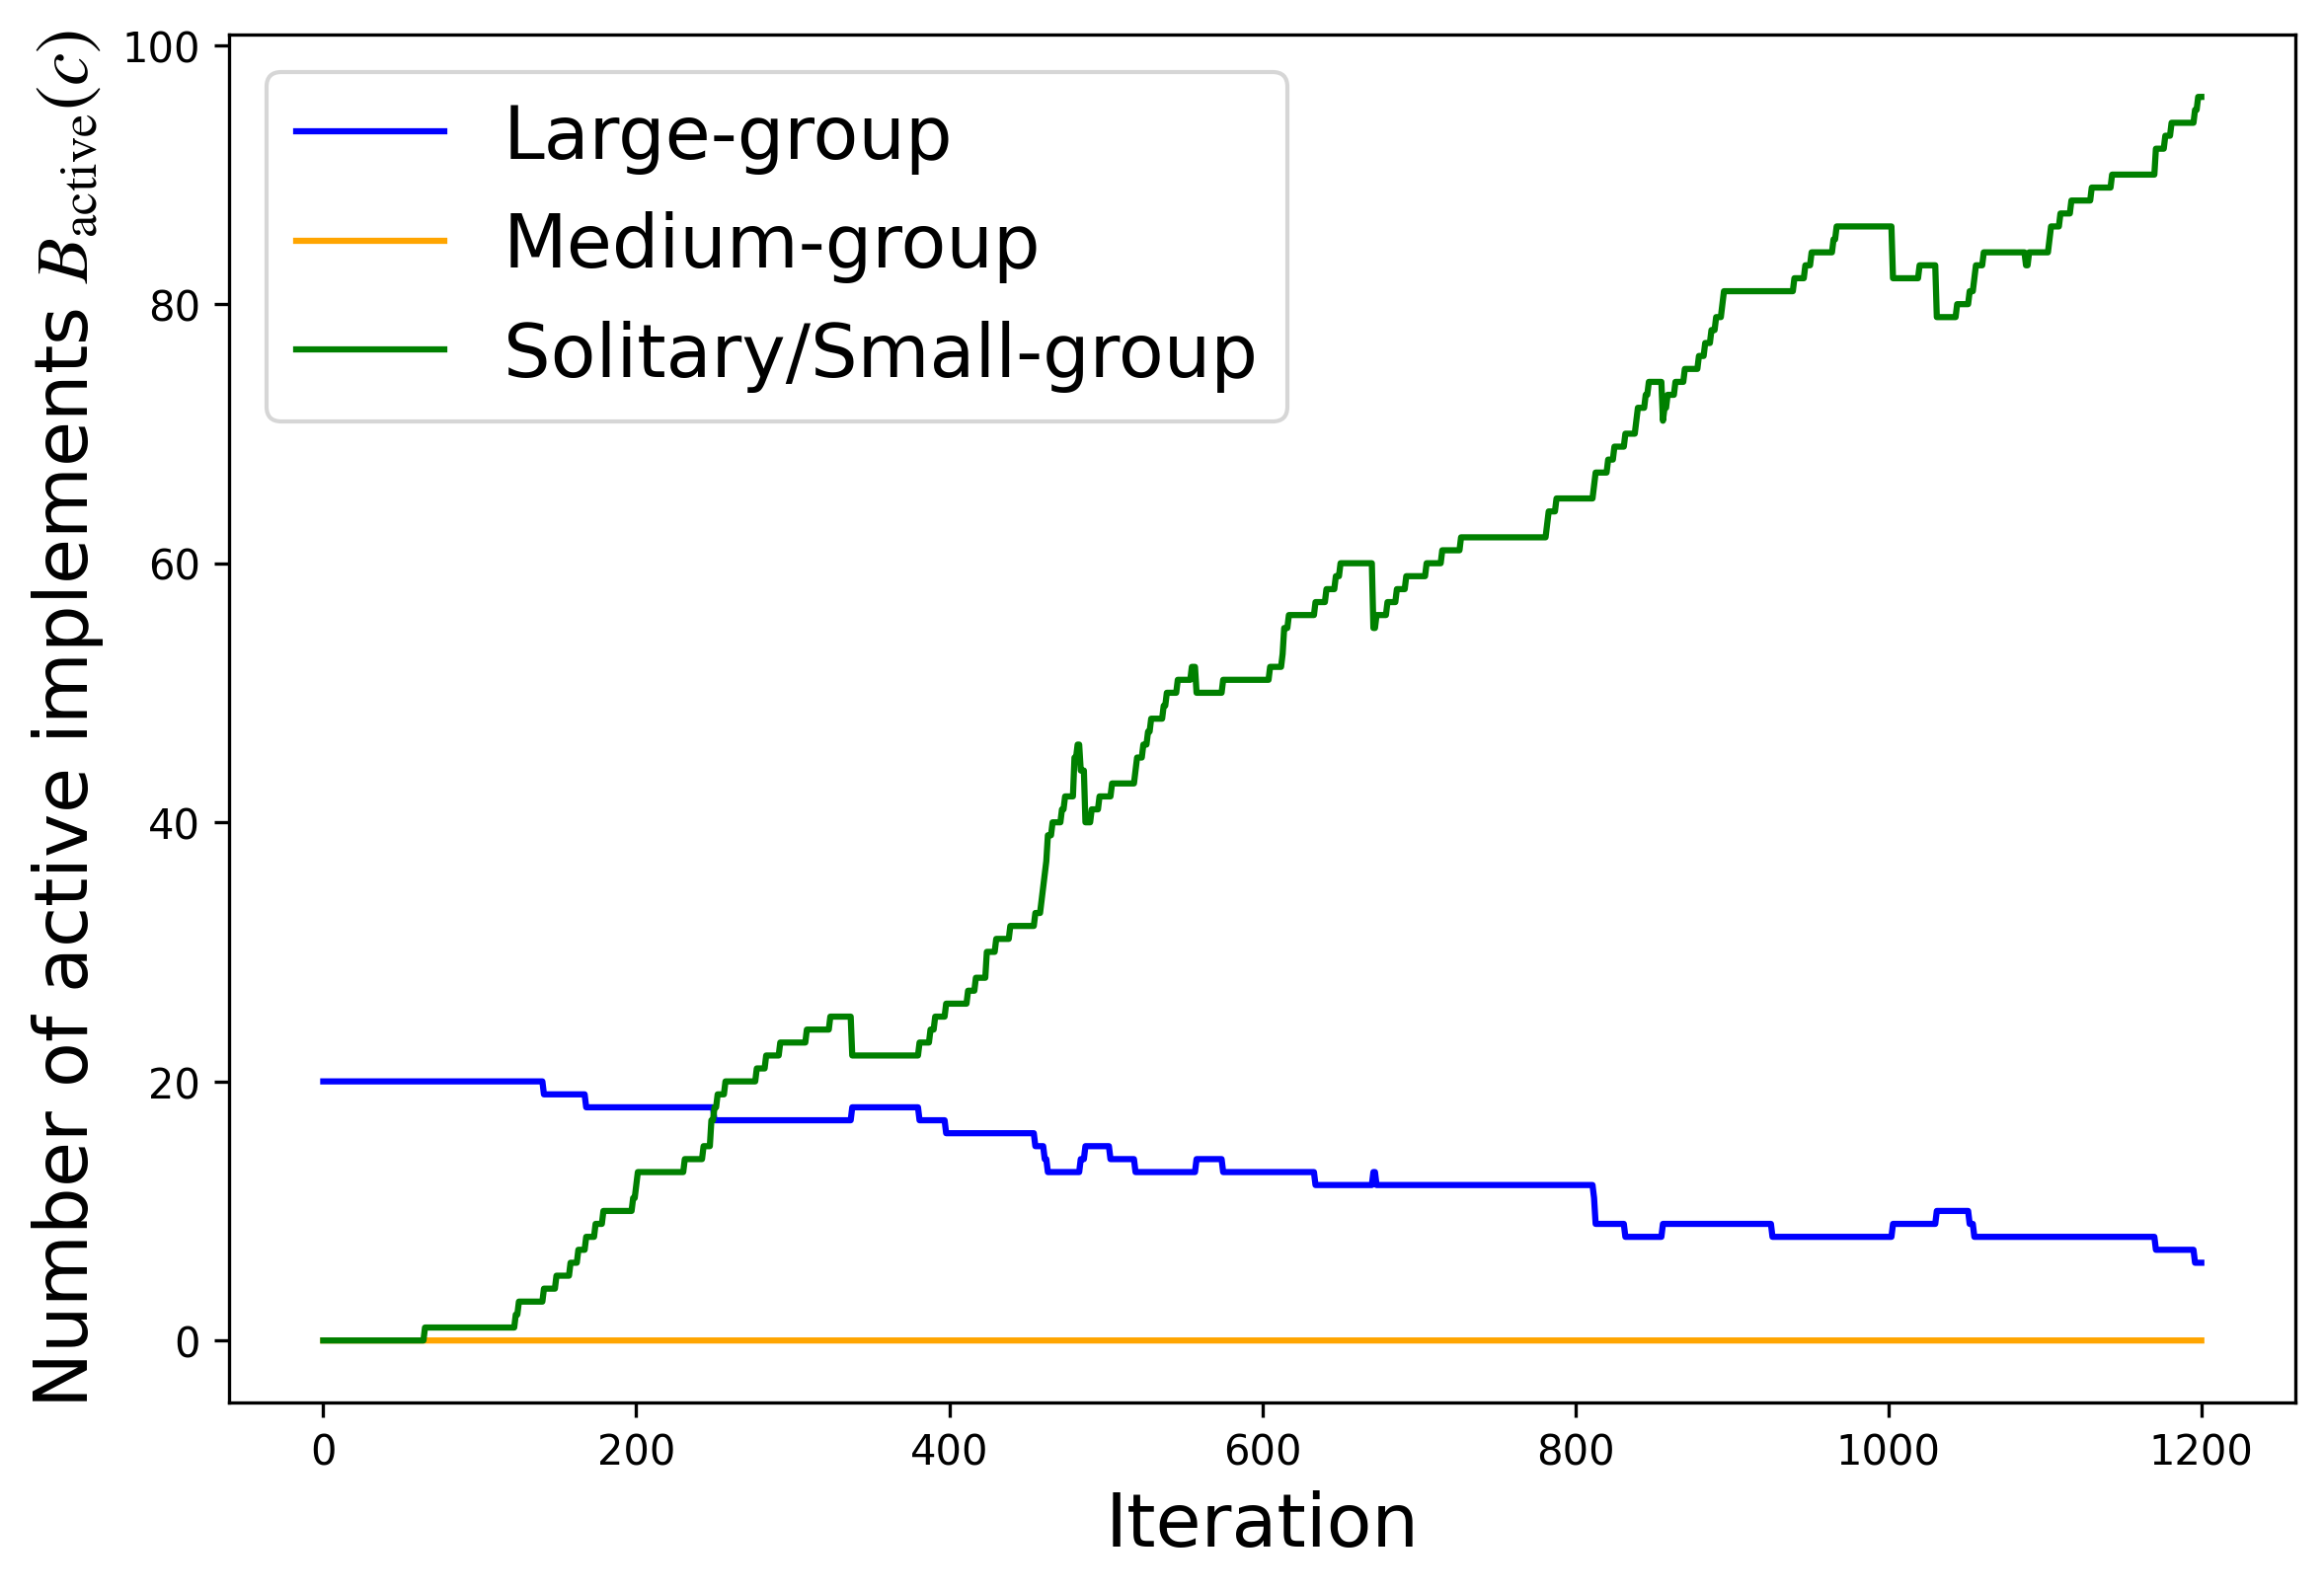 Number of active implements B_active(c)
100
80
60
40
20
0
Large-group
Medium-group
Solitary/Small-group
0 200 400 600 800 1000 1200
Iteration